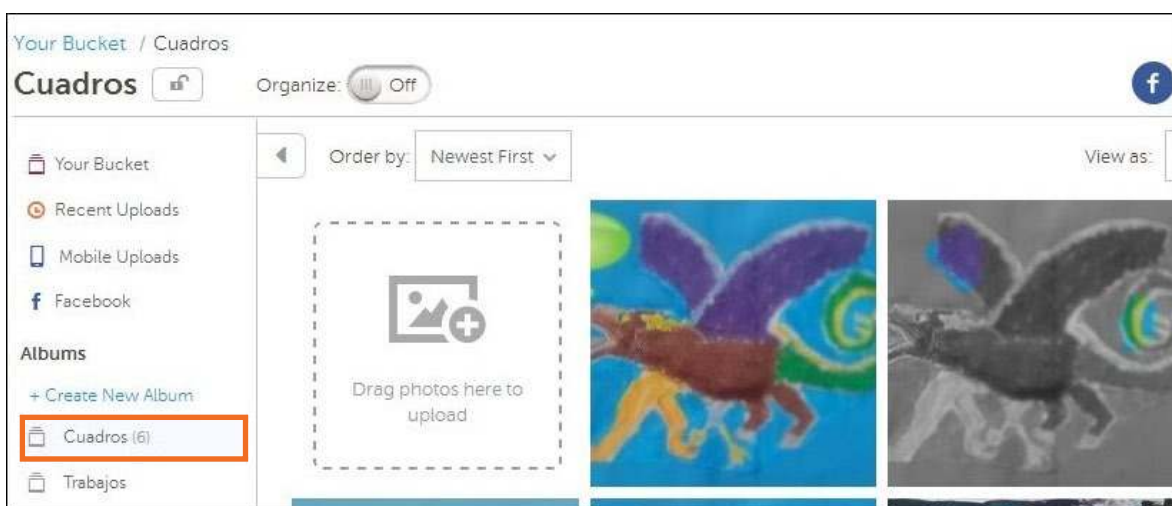 Your Bucket / Cuadros
Cuadros
Organize: Off
f
Order by: Newest First
View as:
Your Bucket
Recent Uploads
Mobile Uploads
f Facebook
Albums
+ Create New Album
Cuadros (6)
Trabajos
Drag photos here to
upload